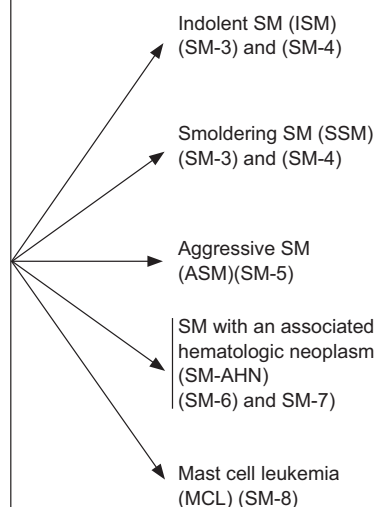 Indolent SM (ISM)
(SM-3) and (SM-4)
Smoldering SM (SSM)
(SM-3) and (SM-4)
Aggressive SM
(ASM)(SM-5)
SM with an associated
hematologic neoplasm
(SM-AHN)
(SM-6) and SM-7)
Mast cell leukemia
(MCL) (SM-8)